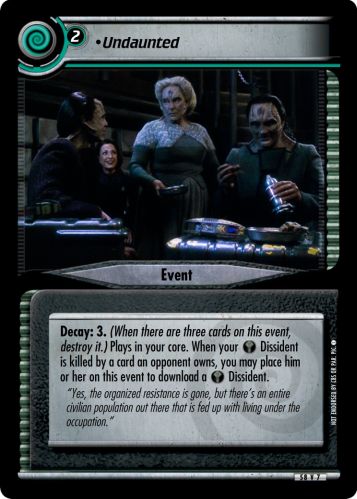 2
•Undaunted
Event
Decay: 3. (When there are three cards on this event,
destroy it.) Plays in your core. When your Dissident
is killed by a card an opponent owns, you may place him
or her on this event to download a Dissident.
"Yes, the organized resistance is gone, but there's an entire
civilian population out there that is fed up with living under the
occupation."
NOT ENDORSED BY CBS OR PAR. PIC.
58 V 7